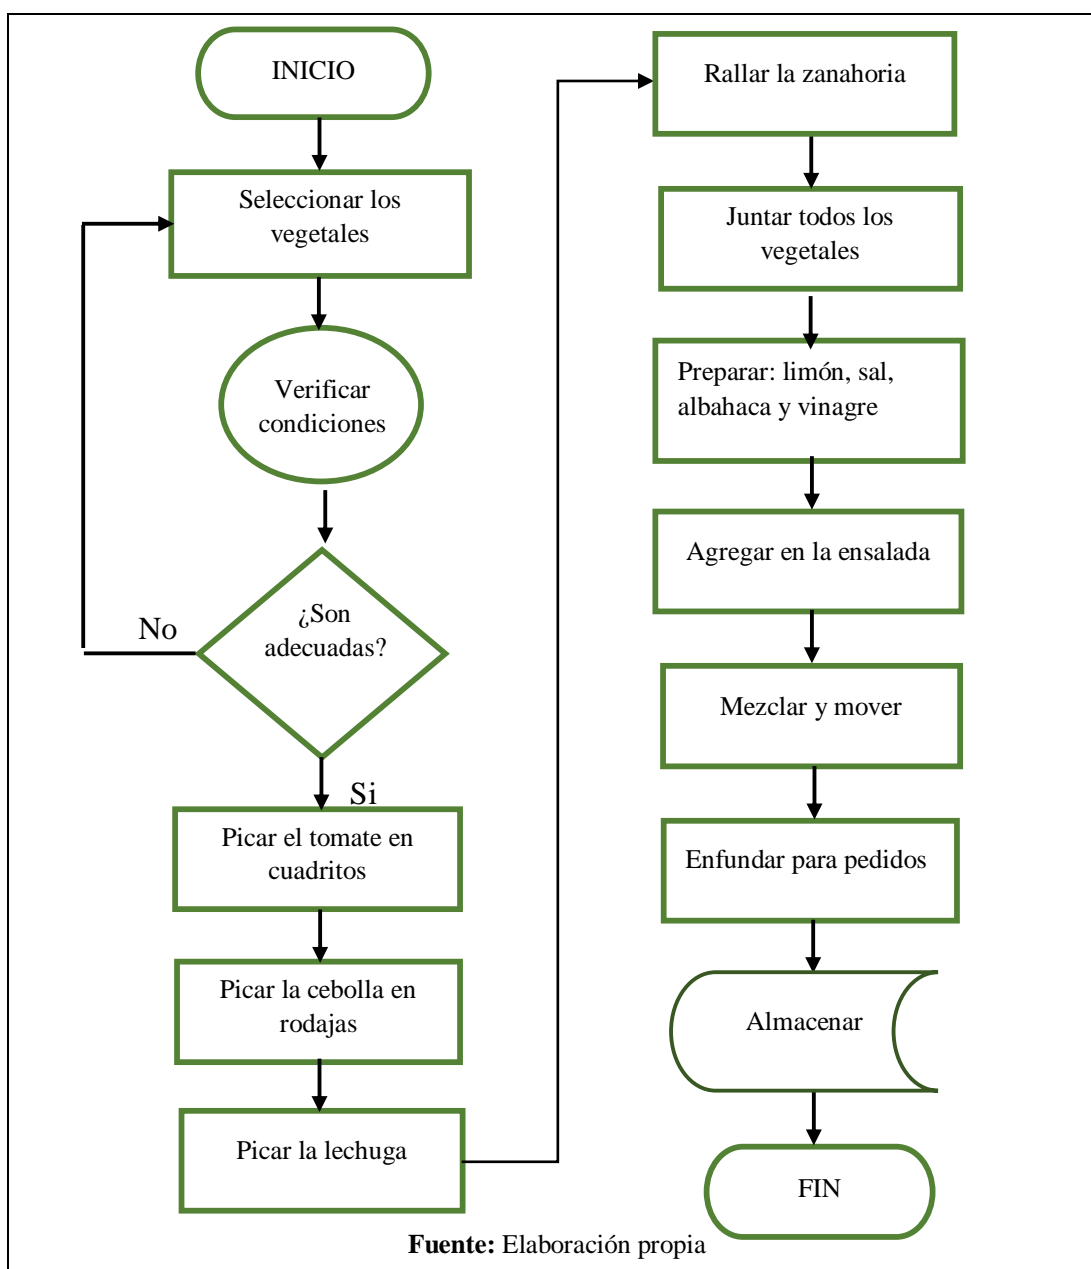 INICIO
Seleccionar los
vegetales
Verificar
condiciones
¿Son
adecuadas?
No
Si
Picar el tomate en
cuadritos
Picar la cebolla en
rodajas
Picar la lechuga
Rallar la zanahoria
Juntar todos los
vegetales
Preparar: limón, sal,
albahaca y vinagre
Agregar en la ensalada
Mezclar y mover
Enfundar para pedidos
Almacenar
FIN
Fuente: Elaboración propia